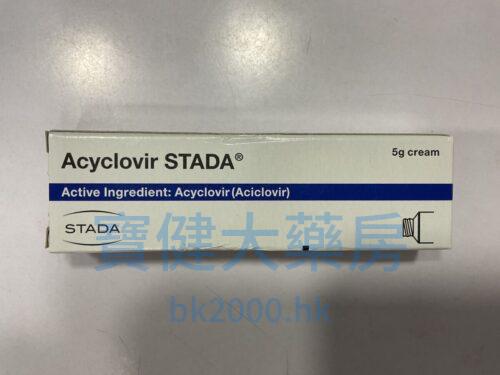 Acyclovir STADA®
5g cream
Active Ingredient: Acyclovir (Aciclovir)
STADA
寶健大藥房
bk2000.hk